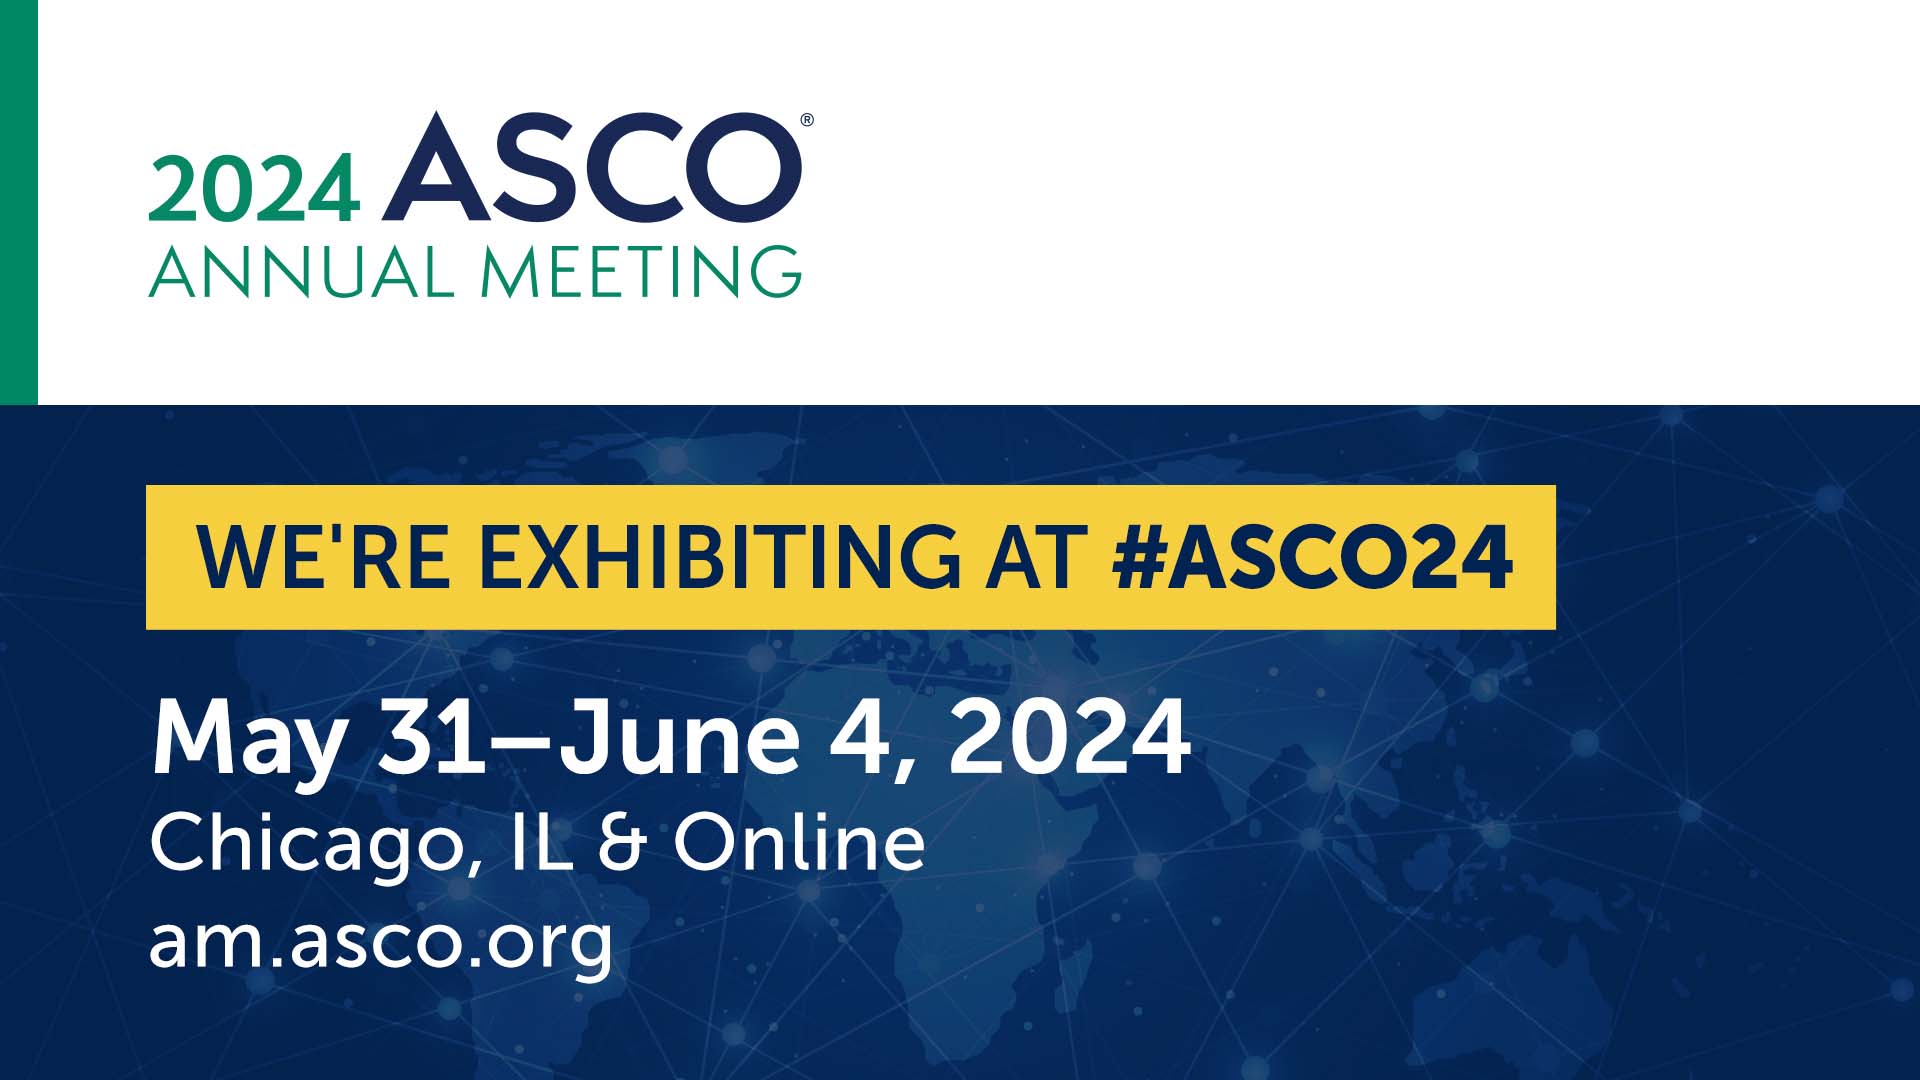 2024 ASCO®
ANNUAL MEETING
WE'RE EXHIBITING AT #ASCO24
May 31–June 4, 2024
Chicago, IL & Online
am.asco.org